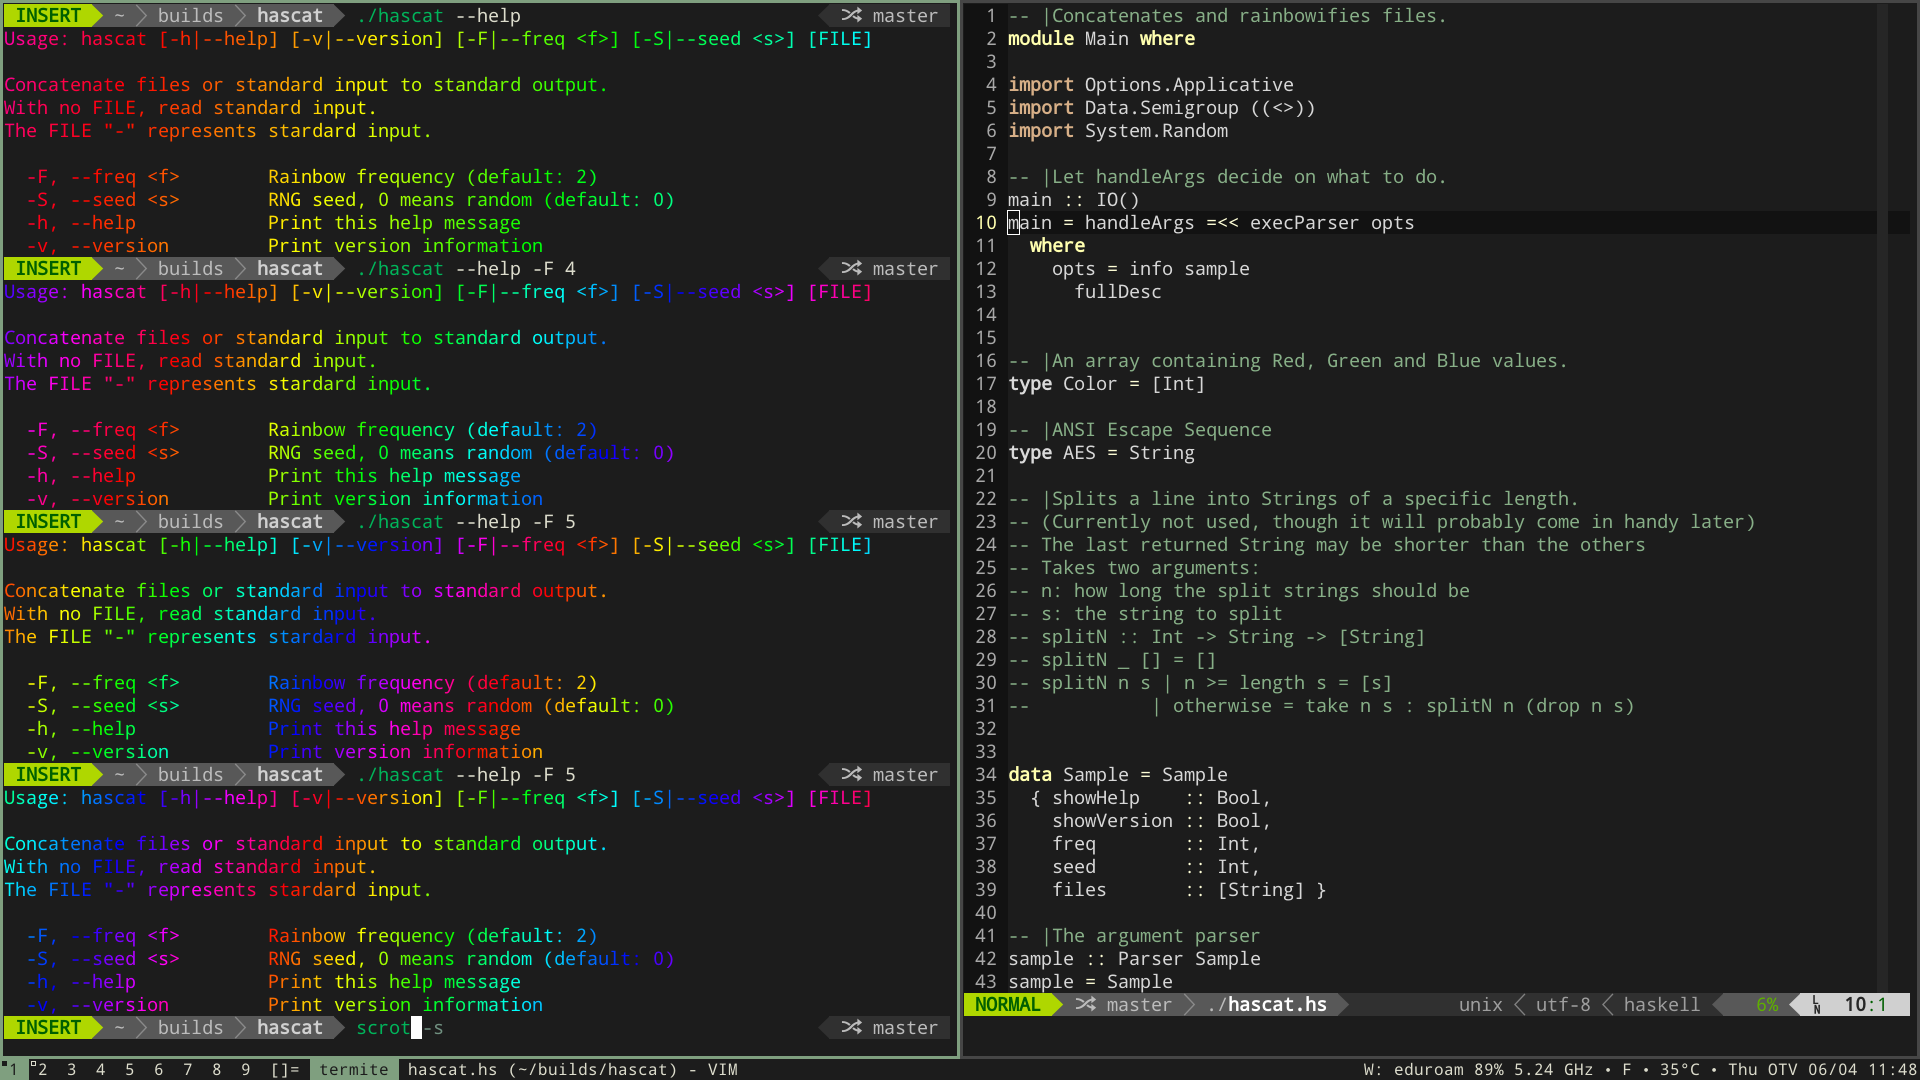 INSERT ~ builds hascat ./hascat --help master
Usage: hascat [-h|--help] [-v|--version] [-F|--freq <f>] [-S|--seed <s>] [FILE]
Concatenate files or standard input to standard output.
With no FILE, read standard input.
The FILE "-" represents stardard input.
-F, --freq <f> Rainbow frequency (default: 2)
-S, --seed <s> RNG seed, 0 means random (default: 0)
-h, --help Print this help message
-v, --version Print version information
INSERT ~ builds hascat ./hascat --help -F 4 master
Usage: hascat [-h|--help] [-v|--version] [-F|--freq <f>] [-S|--seed <s>] [FILE]
Concatenate files or standard input to standard output.
With no FILE, read standard input.
The FILE "-" represents stardard input.
-F, --freq <f> Rainbow frequency (default: 2)
-S, --seed <s> RNG seed, 0 means random (default: 0)
-h, --help Print this help message
-v, --version Print version information
INSERT ~ builds hascat ./hascat --help -F 5 master
Usage: hascat [-h|--help] [-v|--version] [-F|--freq <f>] [-S|--seed <s>] [FILE]
Concatenate files or standard input to standard output.
With no FILE, read standard input.
The FILE "-" represents stardard input.
-F, --freq <f> Rainbow frequency (default: 2)
-S, --seed <s> RNG seed, 0 means random (default: 0)
-h, --help Print this help message
-v, --version Print version information
INSERT ~ builds hascat ./hascat --help -F 5 master
Usage: hascat [-h|--help] [-v|--version] [-F|--freq <f>] [-S|--seed <s>] [FILE]
Concatenate files or standard input to standard output.
With no FILE, read standard input.
The FILE "-" represents stardard input.
-F, --freq <f> Rainbow frequency (default: 2)
-S, --seed <s> RNG seed, 0 means random (default: 0)
-h, --help Print this help message
-v, --version Print version information
INSERT ~ builds hascat scrot -s master
1 -- |Concatenates and rainbowifies files.
2 module Main where
3
4 import Options.Applicative
5 import Data.Semigroup ((<>))
6 import System.Random
7
8 -- |Let handleArgs decide on what to do.
9 main :: IO()
10 main = handleArgs =<< execParser opts
11 where
12 opts = info sample
13 fullDesc
14
15
16 -- |An array containing Red, Green and Blue values.
17 type Color = [Int]
18
19 -- |ANSI Escape Sequence
20 type AES = String
21
22 -- |Splits a line into Strings of a specific length.
23 -- (Currently not used, though it will probably come in handy later)
24 -- The last returned String may be shorter than the others
25 -- Takes two arguments:
26 -- n: how long the split strings should be
27 -- s: the string to split
28 -- splitN :: Int -> String -> [String]
29 -- splitN _ [] = []
30 -- splitN n s | n >= length s = [s]
31 -- | otherwise = take n s : splitN n (drop n s)
32
33
34 data Sample = Sample
35 { showHelp :: Bool,
36 showVersion :: Bool,
37 freq :: Int,
38 seed :: Int,
39 files :: [String] }
40
41 -- |The argument parser
42 sample :: Parser Sample
43 sample = Sample
NORMAL master ./hascat.hs unix utf-8 haskell 6% LN 10:1
1 2 3 4 5 6 7 8 9 []= termite hascat.hs (~/builds/hascat) - VIM W: eduroam 89% 5.24 GHz • F • 35°C • Thu OTV 06/04 11:48